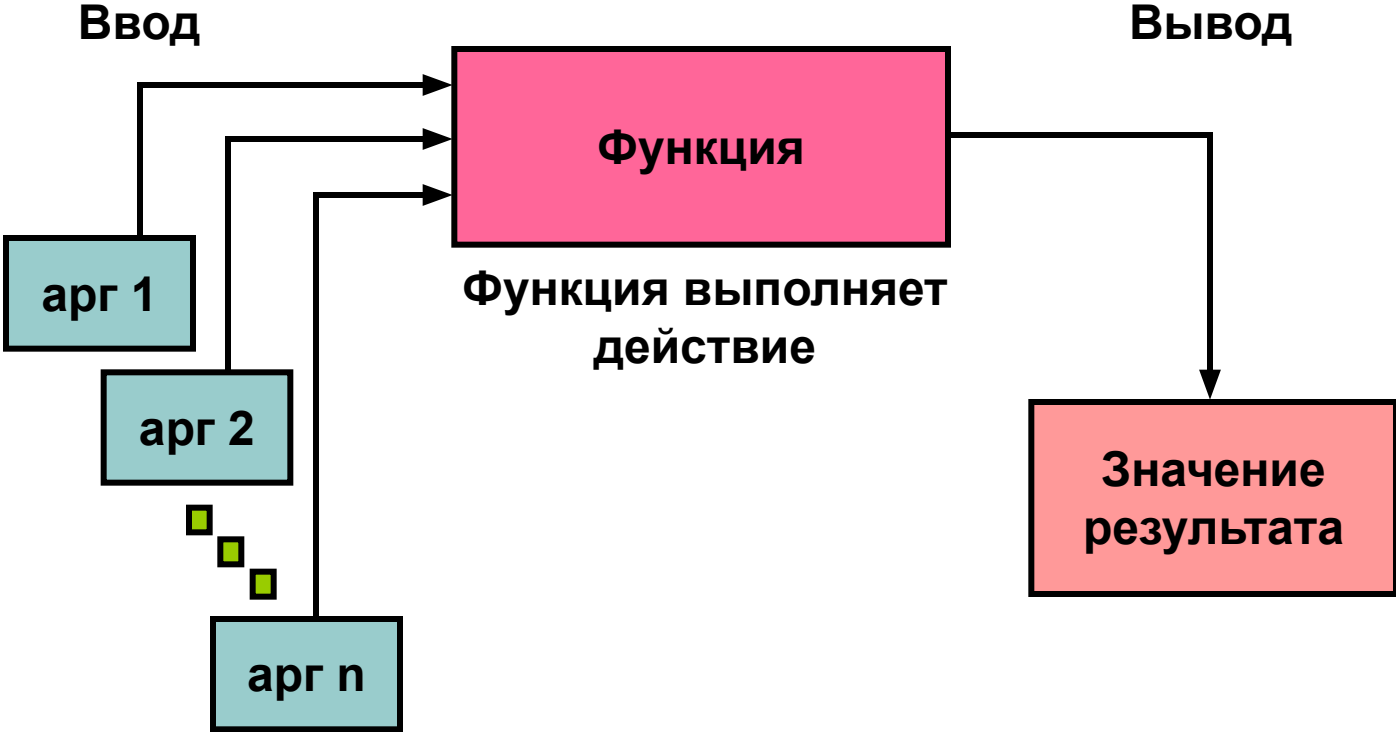 Ввод
Вывод
Функция
арг 1
Функция выполняет
действие
арг 2
Значение
результата
арг n